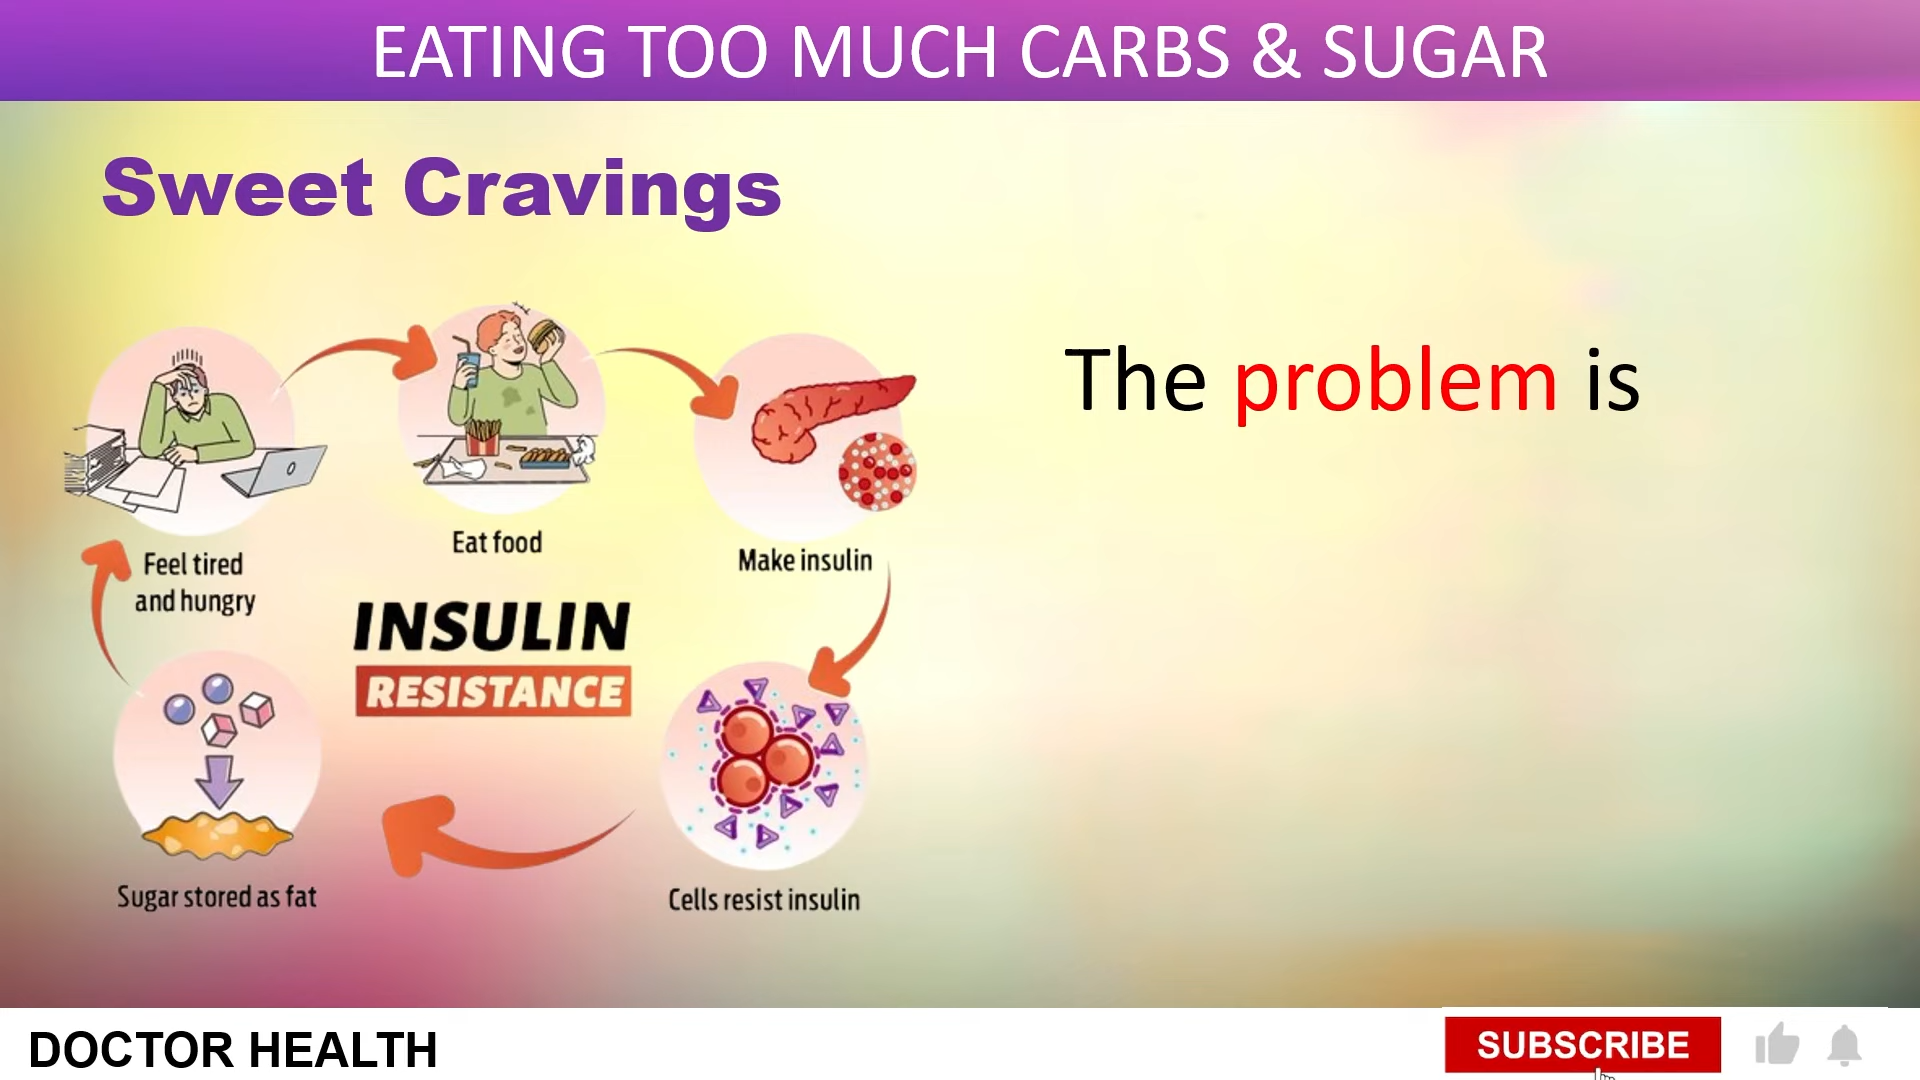 EATING TOO MUCH CARBS & SUGAR
Sweet Cravings
The problem is
Eat food
Make insulin
Feel tired
and hungry
INSULIN
RESISTANCE
Sugar stored as fat
Cells resist insulin
DOCTOR HEALTH
SUBSCRIBE